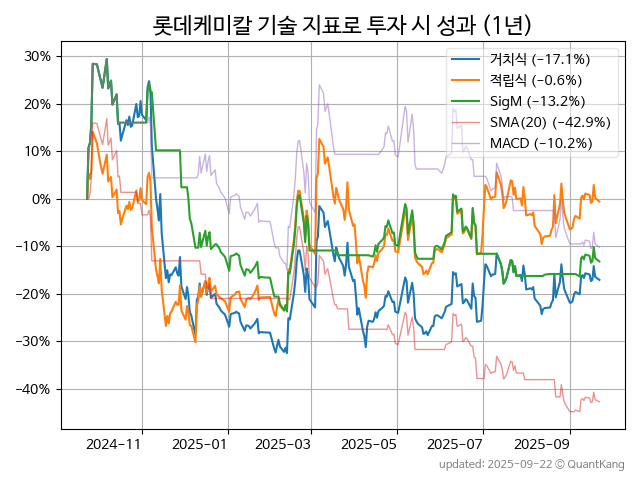 롯데케미칼 기술 지표로 투자 시 성과 (1년)
거치식 (−17.1%)
적립식 (−0.6%)
SigM (−13.2%)
SMA(20) (−42.9%)
MACD (−10.2%)
30%
20%
10%
0%
−10%
−20%
−30%
−40%
2024−11
2025−01
2025−03
2025−05
2025−07
2025−09
updated: 2025−09−22 © QuantKang